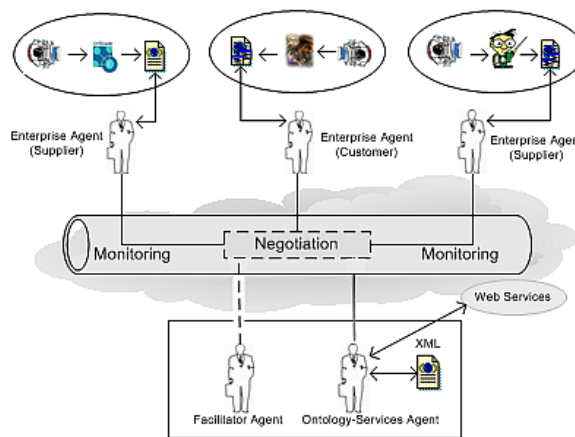 Enterprise Agent
(Supplier)
Enterprise Agent
(Customer)
Enterprise Agent
(Supplier)
Monitoring
Negotiation
Monitoring
Web Services
XML
Facilitator Agent
Ontology-Services Agent